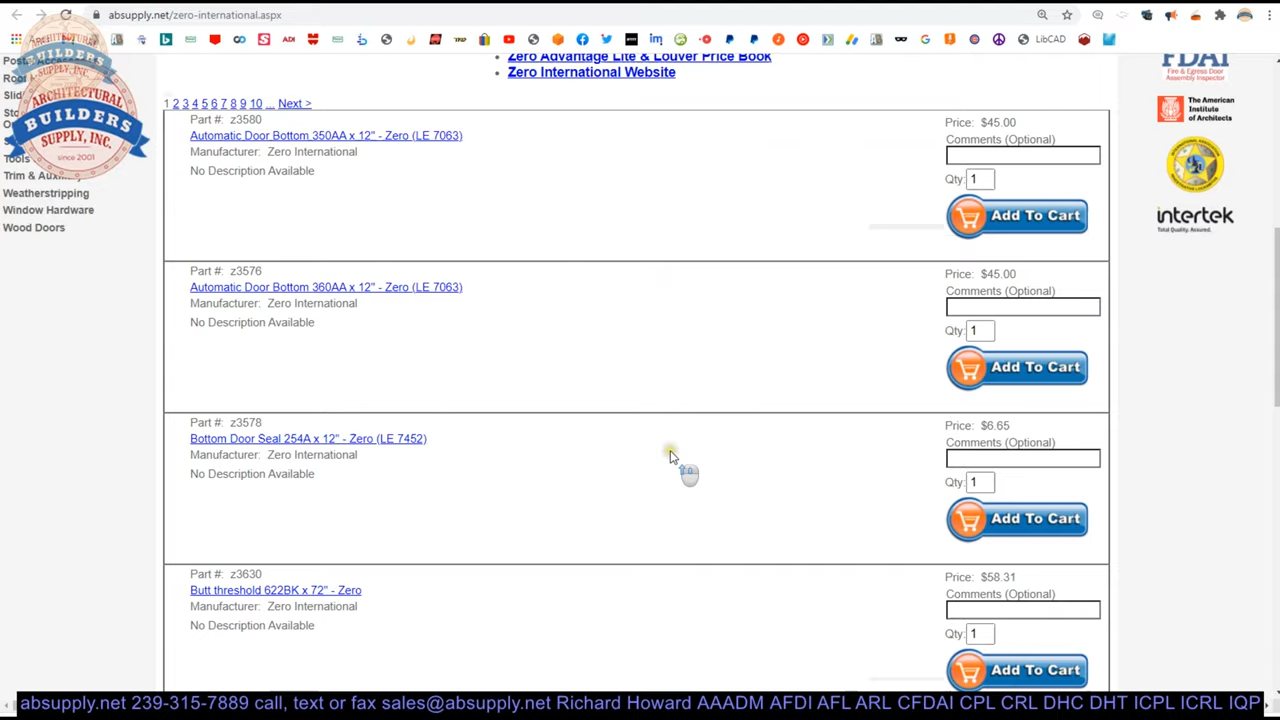 absupply.net/zero-international.aspx
LibCAD
Zero Advantage Lite & Louver Price Book
Zero International Website
ARCHITECTURAL
BUILDERS
SUPPLY, INC.
since 2001
Tools
Weatherstripping
Window Hardware
Wood Doors
1 2 3 4 5 6 7 8 9 10 ... Next >
Part #: z3580
Automatic Door Bottom 350AA x 12" - Zero (LE 7063)
Manufacturer: Zero International
No Description Available
Price: $45.00
Comments (Optional)
Qty: 1
Add To Cart
Part #: z3576
Automatic Door Bottom 360AA x 12" - Zero (LE 7063)
Manufacturer: Zero International
No Description Available
Price: $45.00
Comments (Optional)
Qty: 1
Add To Cart
Part #: z3578
Bottom Door Seal 254A x 12" - Zero (LE 7452)
Manufacturer: Zero International
No Description Available
Price: $6.65
Comments (Optional)
Qty: 1
Add To Cart
Part #: z3630
Butt threshold 622BK x 72" - Zero
Manufacturer: Zero International
No Description Available
Price: $58.31
Comments (Optional)
Qty: 1
Add To Cart
FDAI
Fire & Egress Door
Assembly Inspector
The American
Institute
of Architects
intertek
Total Quality. Assured.
absupply.net 239-315-7889 call, text or fax sales@absupply.net Richard Howard AAADM AFDI AFL ARL CFDAI CPL CRL DHC DHT ICPL ICRL IQP